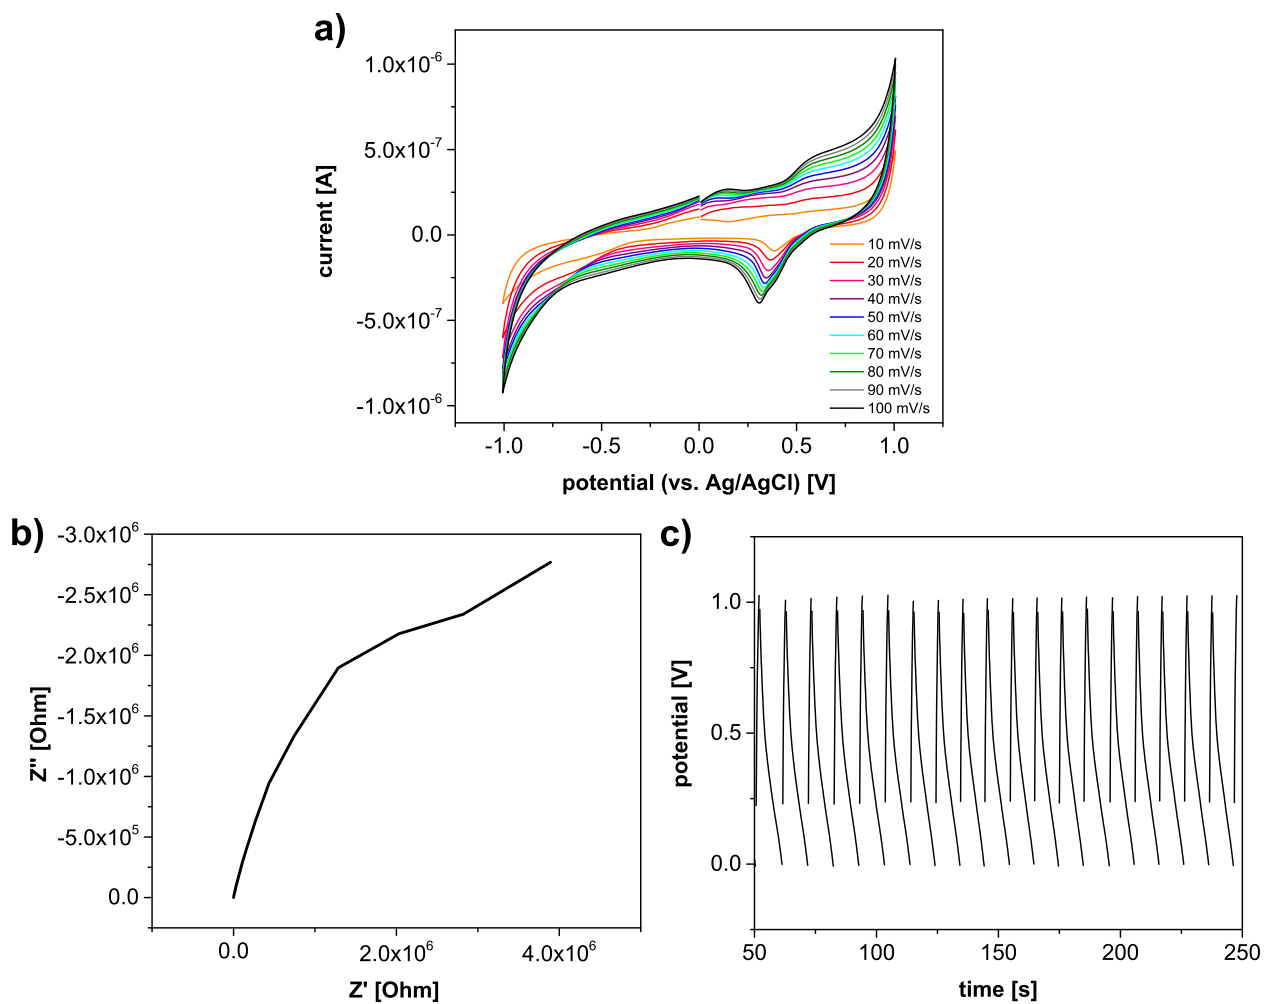 a)
1.0x10⁻⁶
5.0x10⁻⁷
0.0
-5.0x10⁻⁷
-1.0x10⁻⁶
current [A]
10 mV/s
20 mV/s
30 mV/s
40 mV/s
50 mV/s
60 mV/s
70 mV/s
80 mV/s
90 mV/s
100 mV/s
-1.0 -0.5 0.0 0.5 1.0
potential (vs. Ag/AgCl) [V]
b)
-3.0x10⁶
-2.5x10⁶
-2.0x10⁶
-1.5x10⁶
-1.0x10⁶
-5.0x10⁵
0.0
Z'' [Ohm]
0.0 2.0x10⁶ 4.0x10⁶
Z' [Ohm]
c)
1.0
0.5
0.0
potential [V]
50 100 150 200 250
time [s]